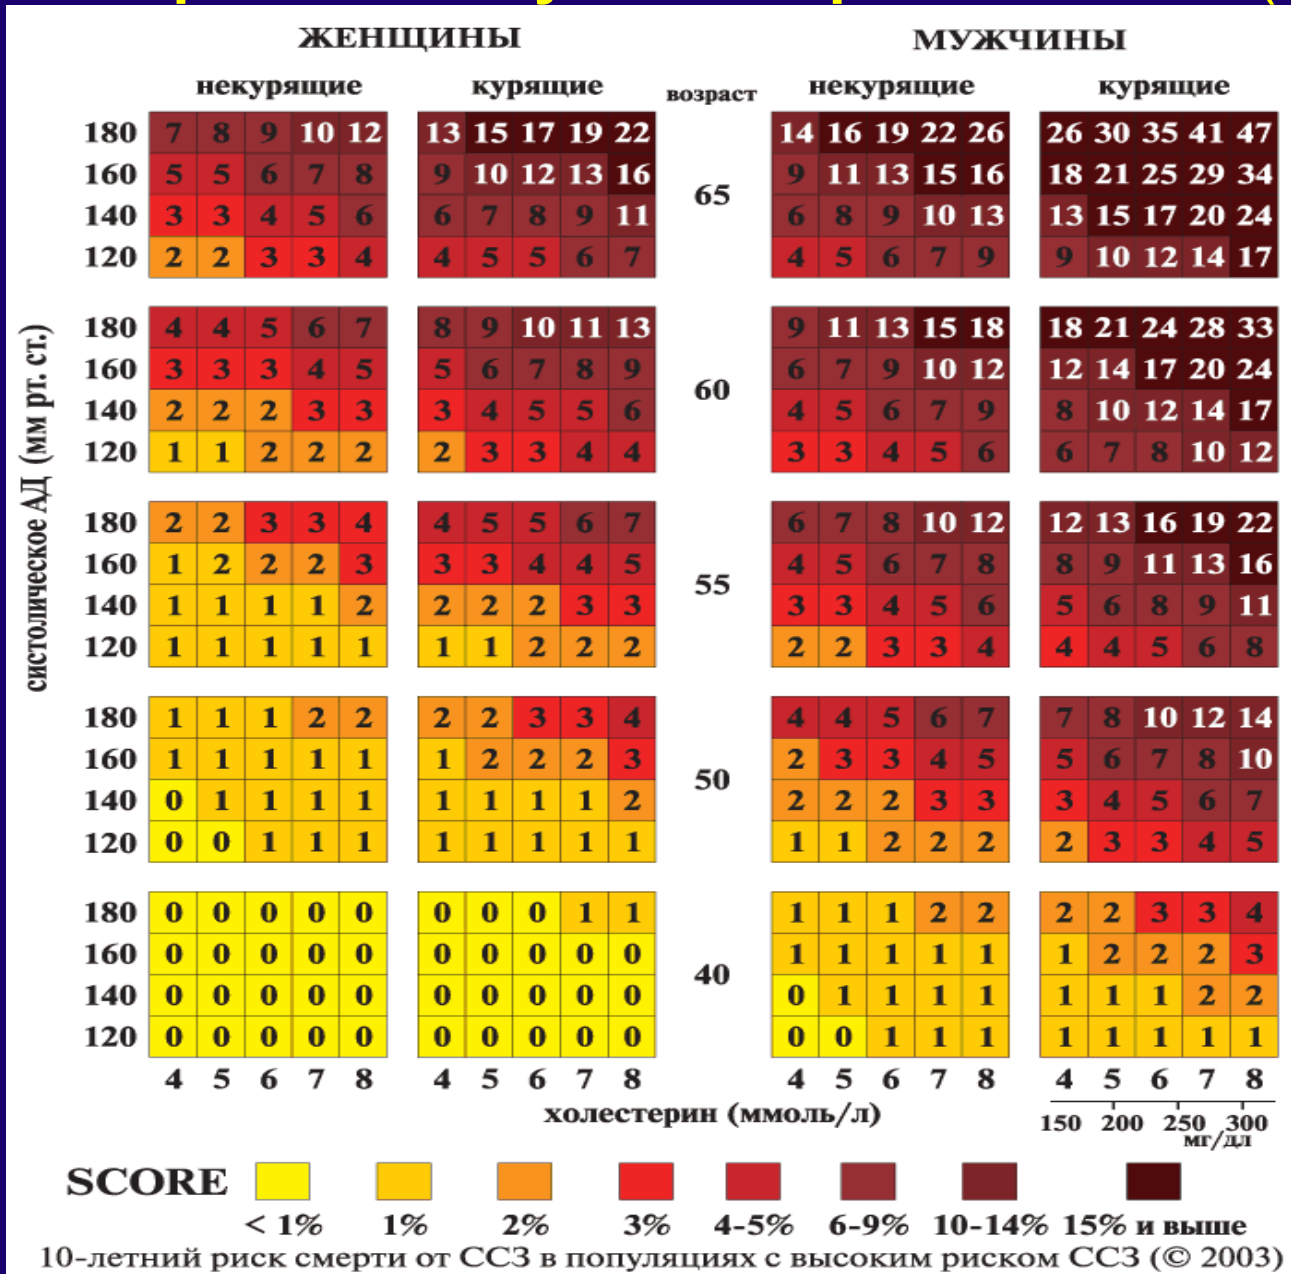 ЖЕНЩИНЫ МУЖЧИНЫ
некурящие курящие возраст некурящие курящие
систолическое АД (мм рт. ст.)
180 7 8 9 10 12 13 15 17 19 22 14 16 19 22 26 26 30 35 41 47
160 5 5 6 7 8 9 10 12 13 16 9 11 13 15 16 18 21 25 29 34
65
140 3 3 4 5 6 6 7 8 9 11 6 8 9 10 13 13 15 17 20 24
120 2 2 3 3 4 4 5 5 6 7 4 5 6 7 9 9 10 12 14 17
180 4 4 5 6 7 8 9 10 11 13 9 11 13 15 18 18 21 24 28 33
160 3 3 3 4 5 5 6 7 8 9 6 7 9 10 12 12 14 17 20 24
60
140 2 2 2 3 3 3 4 5 5 6 4 5 6 7 9 8 10 12 14 17
120 1 1 2 2 2 2 3 3 4 4 3 3 4 5 6 6 7 8 10 12
180 2 2 3 3 4 4 5 5 6 7 6 7 8 10 12 12 13 16 19 22
160 1 2 2 2 3 3 3 4 4 5 4 5 6 7 8 8 9 11 13 16
55
140 1 1 1 1 2 2 2 2 3 3 3 3 4 5 6 5 6 8 9 11
120 1 1 1 1 1 1 1 2 2 2 2 2 3 3 4 4 4 5 6 8
180 1 1 1 2 2 2 2 3 3 4 4 4 5 6 7 7 8 10 12 14
160 1 1 1 1 1 1 2 2 2 3 2 3 3 4 5 5 6 7 8 10
50
140 0 1 1 1 1 1 1 1 1 2 2 2 2 3 3 3 4 5 6 7
120 0 0 1 1 1 1 1 1 1 1 1 1 2 2 2 2 3 3 4 5
180 0 0 0 0 0 0 0 0 1 1 1 1 1 2 2 2 2 3 3 4
160 0 0 0 0 0 0 0 0 0 0 1 1 1 1 1 1 2 2 2 3
40
140 0 0 0 0 0 0 0 0 0 0 0 1 1 1 1 1 1 1 2 2
120 0 0 0 0 0 0 0 0 0 0 0 0 1 1 1 1 1 1 1 1
4 5 6 7 8 4 5 6 7 8 4 5 6 7 8 4 5 6 7 8
холестерин (ммоль/л)
150 200 250 300
мг/дл
SCORE
< 1% 1% 2% 3% 4-5% 6-9% 10-14% 15% и выше
10-летний риск смерти от ССЗ в популяциях с высоким риском ССЗ (© 2003)